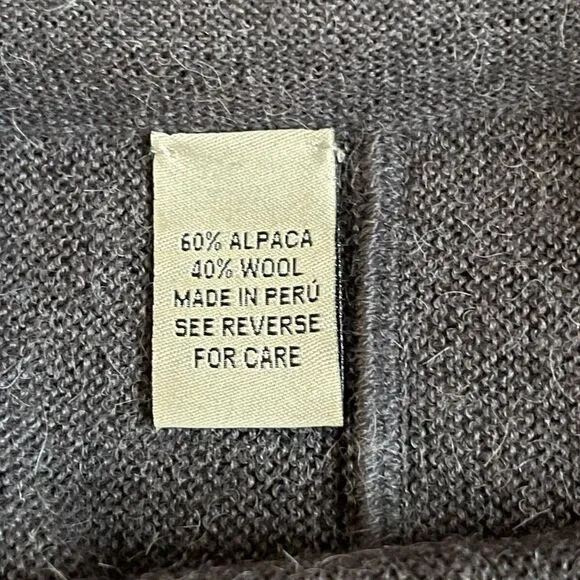 60% ALPACA
40% WOOL
MADE IN PERÚ
SEE REVERSE
FOR CARE